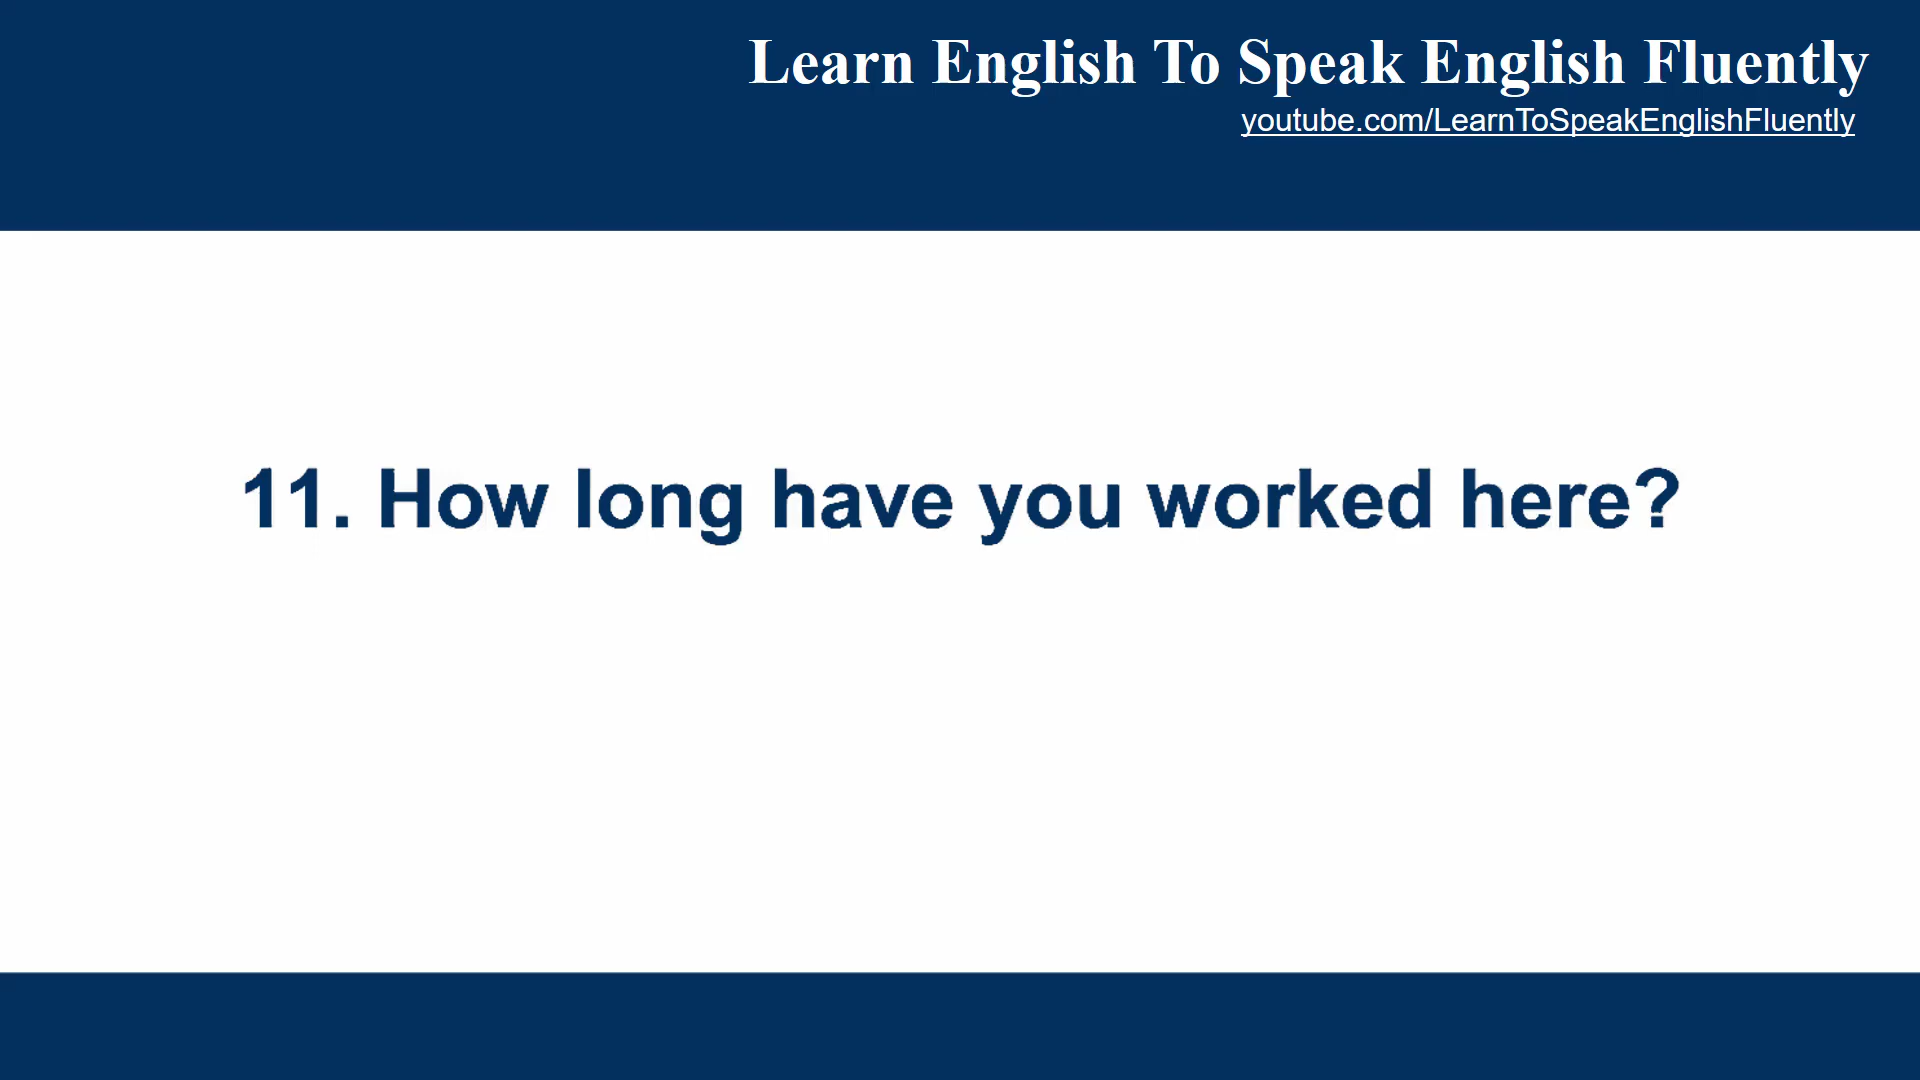 Learn English To Speak English Fluently
youtube.com/LearnToSpeakEnglishFluently
11. How long have you worked here?